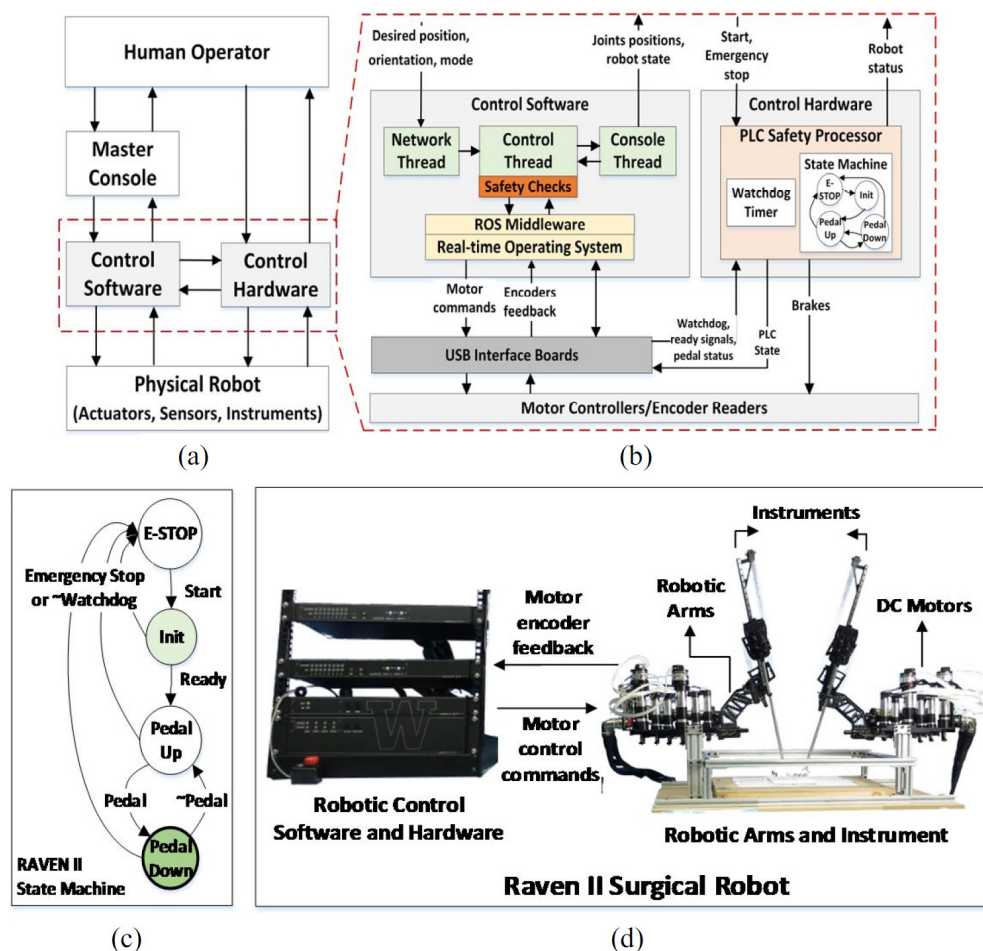 Human Operator
Master
Console
Control
Software
Control
Hardware
Physical Robot
(Actuators, Sensors, Instruments)
(a)
Desired position,
orientation, mode
Joints positions,
robot state
Start,
Emergency
stop
Robot
status
Control Software
Network
Thread
Control
Thread
Console
Thread
Safety Checks
ROS Middleware
Real-time Operating System
Control Hardware
PLC Safety Processor
Watchdog
Timer
State Machine
E-
STOP
Init
Pedal
Up
Pedal
Down
Motor
commands
Encoders
feedback
Watchdog,
ready signals,
pedal status
PLC
State
Brakes
USB Interface Boards
Motor Controllers/Encoder Readers
(b)
E-STOP
Emergency Stop
or ~Watchdog
Start
Init
Ready
Pedal
Up
Pedal
~Pedal
Pedal
Down
RAVEN II
State Machine
(c)
Instruments
Robotic
Arms
DC Motors
Motor
encoder
feedback
Motor
control
commands
W
Robotic Control
Software and Hardware
Robotic Arms and Instrument
Raven II Surgical Robot
(d)